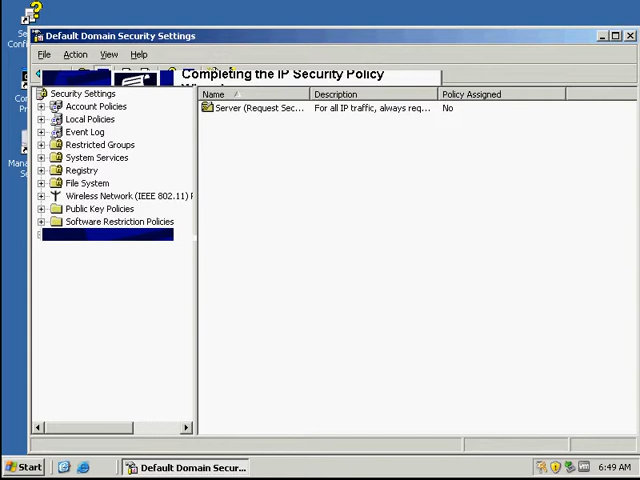 Default Domain Security Settings
File Action View Help
Completing the IP Security Policy
Security Settings
Account Policies
Local Policies
Event Log
Restricted Groups
System Services
Registry
File System
Wireless Network (IEEE 802.11) P
Public Key Policies
Software Restriction Policies
Name Description Policy Assigned
Server (Request Sec... For all IP traffic, always req... No
Start
Default Domain Secur...
6:49 AM